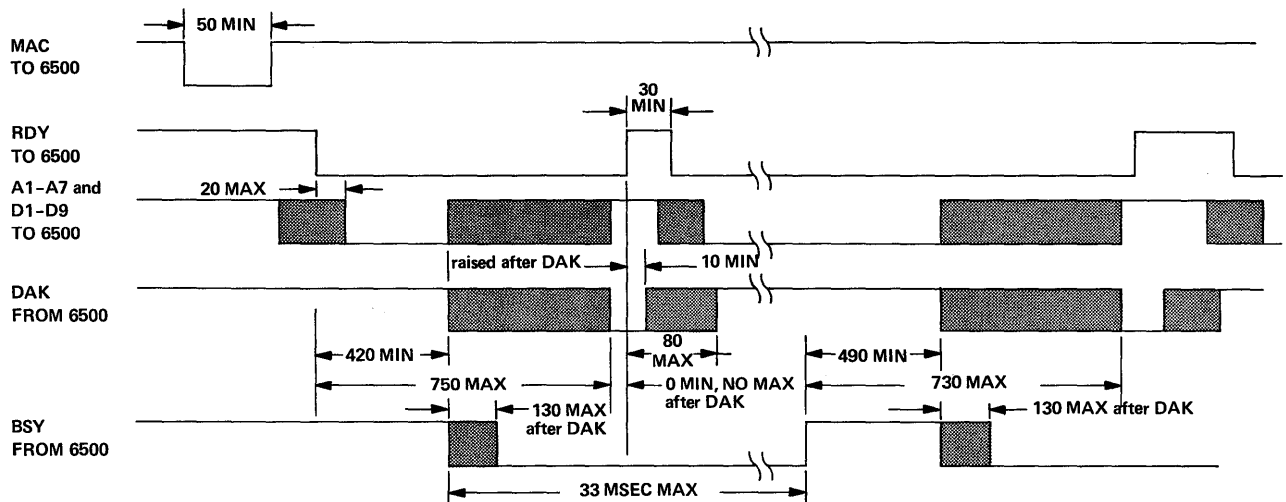 50 MIN
MAC
TO 6500
30
MIN
RDY
TO 6500
A1-A7 and
D1-D9
TO 6500
20 MAX
raised after DAK
10 MIN
DAK
FROM 6500
420 MIN
80
MAX
490 MIN
750 MAX
0 MIN, NO MAX
after DAK
730 MAX
130 MAX
after DAK
130 MAX after DAK
BSY
FROM 6500
33 MSEC MAX